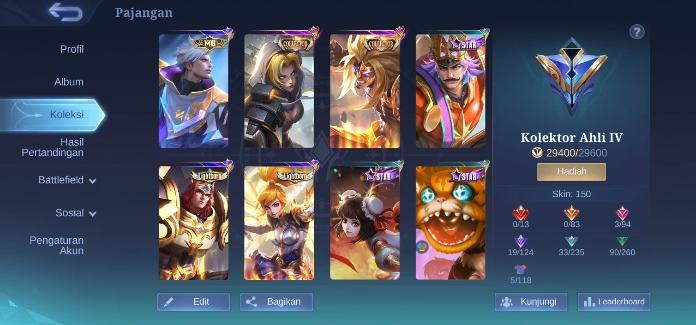 Pajangan
?
Profil
Album
Koleksi
Hasil
Pertandingan
Battlefield
Sosial
Pengaturan
Akun
COLLECTOR
COLLECTOR
STAR
Lightborn
Lightborn
STAR
STAR
Kolektor Ahli IV
29400/29600
Hadiah
Skin: 150
0/13
0/83
3/94
19/124
33/235
90/260
5/118
Edit
Bagikan
Kunjungi
Leaderboard